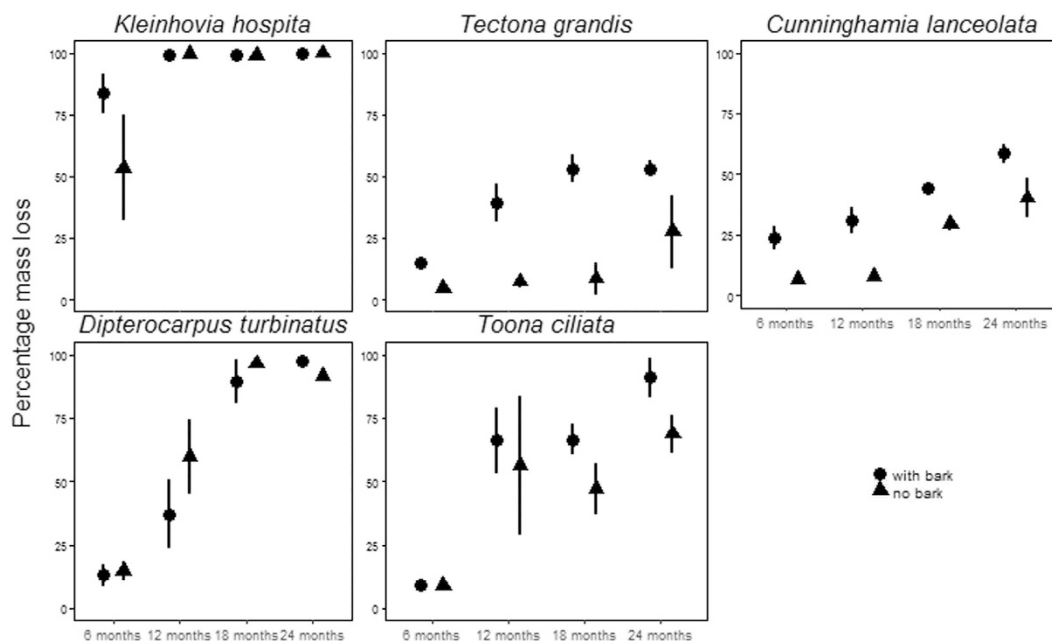 Kleinhovia hospita
Tectona grandis
Cunninghamia lanceolata
Percentage mass loss
100
75
50
25
0
100
75
50
25
0
100
75
50
25
0
6 months 12 months 18 months 24 months
Dipterocarpus turbinatus
Toona ciliata
100
75
50
25
0
6 months 12 months 18 months 24 months
100
75
50
25
0
6 months 12 months 18 months 24 months
with bark
no bark